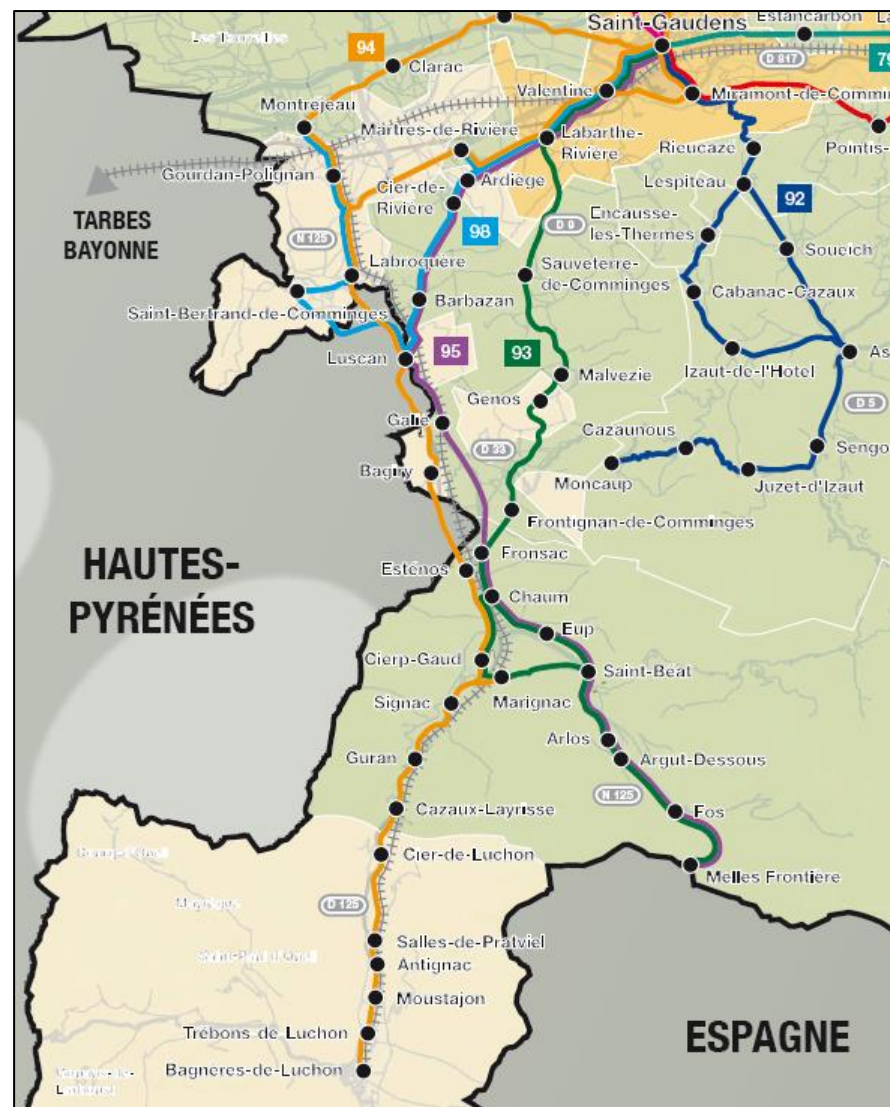 Saint-Gaudens
Estancarbon
94
D 817
79
Clarac
Valentine
Miramont-de-Commin
Montrejeau
Martres-de-Rivière
Labarthe-
Rivière
Rieucaze
Pointis-
Gourdan-Polignan
Cier-de-
Rivière
Ardiège
Lespiteau
TARBES
BAYONNE
N 125
98
D 9
Encausse-
les-Thermes
92
Soueich
Labroquère
Sauveterre-
de-Comminges
Cabanac-Cazaux
Saint-Bertrand-de-Comminges
Barbazan
Luscan
95
93
Malvezie
Izaut-de-l'Hotel
As
Genos
D 5
Galié
D 33
Cazaunous
Sengo
Bagiry
Moncaup
Juzet-d'Izaut
Frontignan-de-Comminges
HAUTES-
PYRÉNÉES
Fronsac
Esténos
Chaum
Eup
Cierp-Gaud
Saint-Béat
Signac
Marignac
Arlos
Guran
Argut-Dessous
N 125
Cazaux-Layrisse
Fos
Cier-de-Luchon
Melles Frontiere
D 125
Salles-de-Pratviel
Antignac
Moustajon
Trébons-de-Luchon
ESPAGNE
Bagnères-de-Luchon